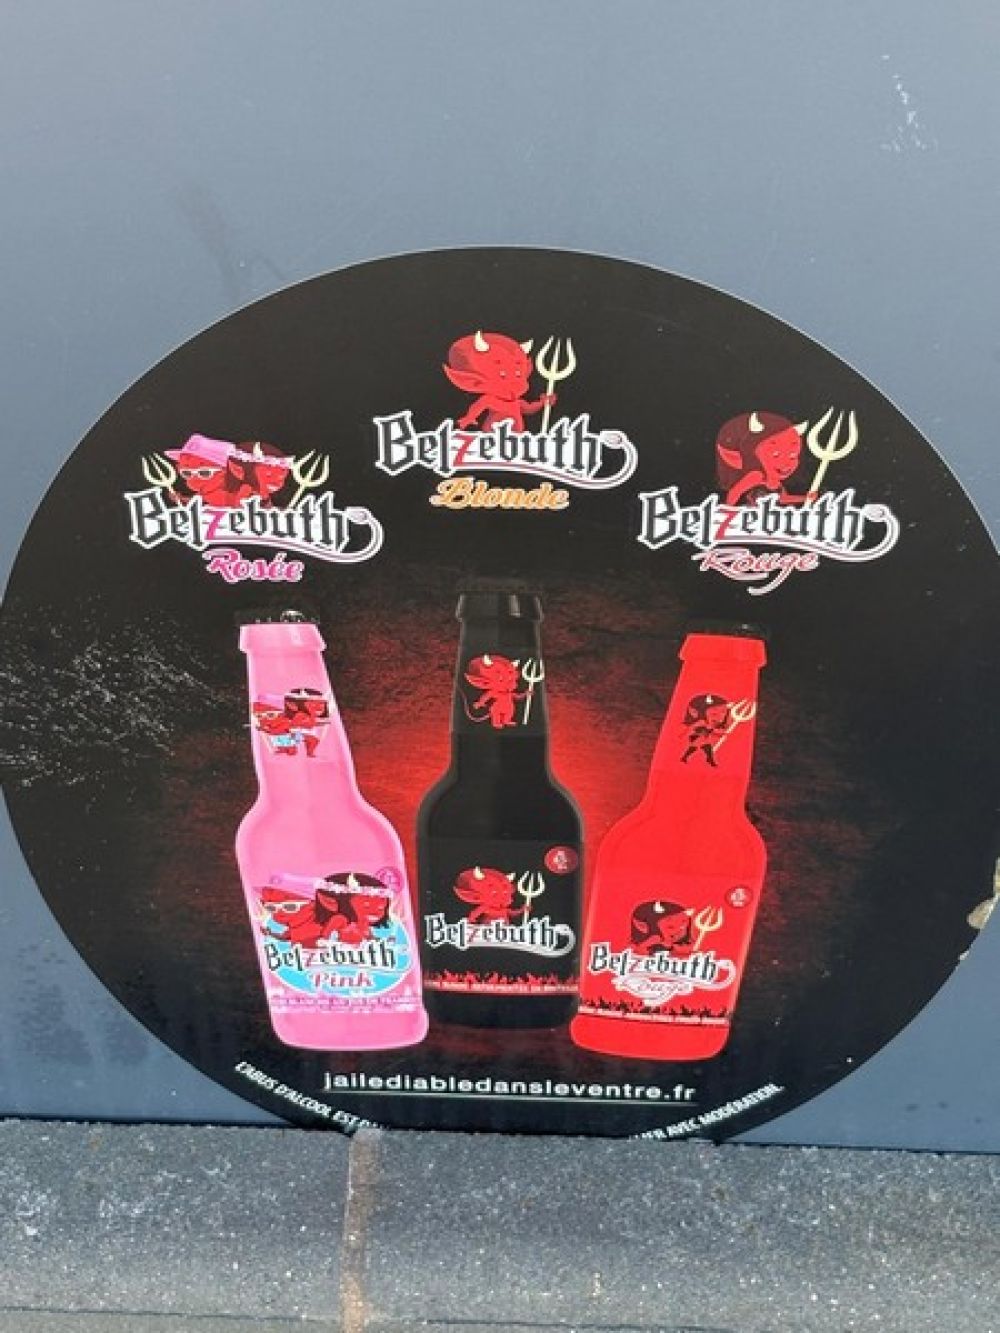 Belzebuth
Blonde
Belzebuth
Rosée
Belzebuth
Rouge
Belzebuth
Pink
Belzebuth
Belzebuth
Rouge
jailediabledansleventre.fr
L'ABUS D'ALCOOL EST
AVEC MODÉRATION.